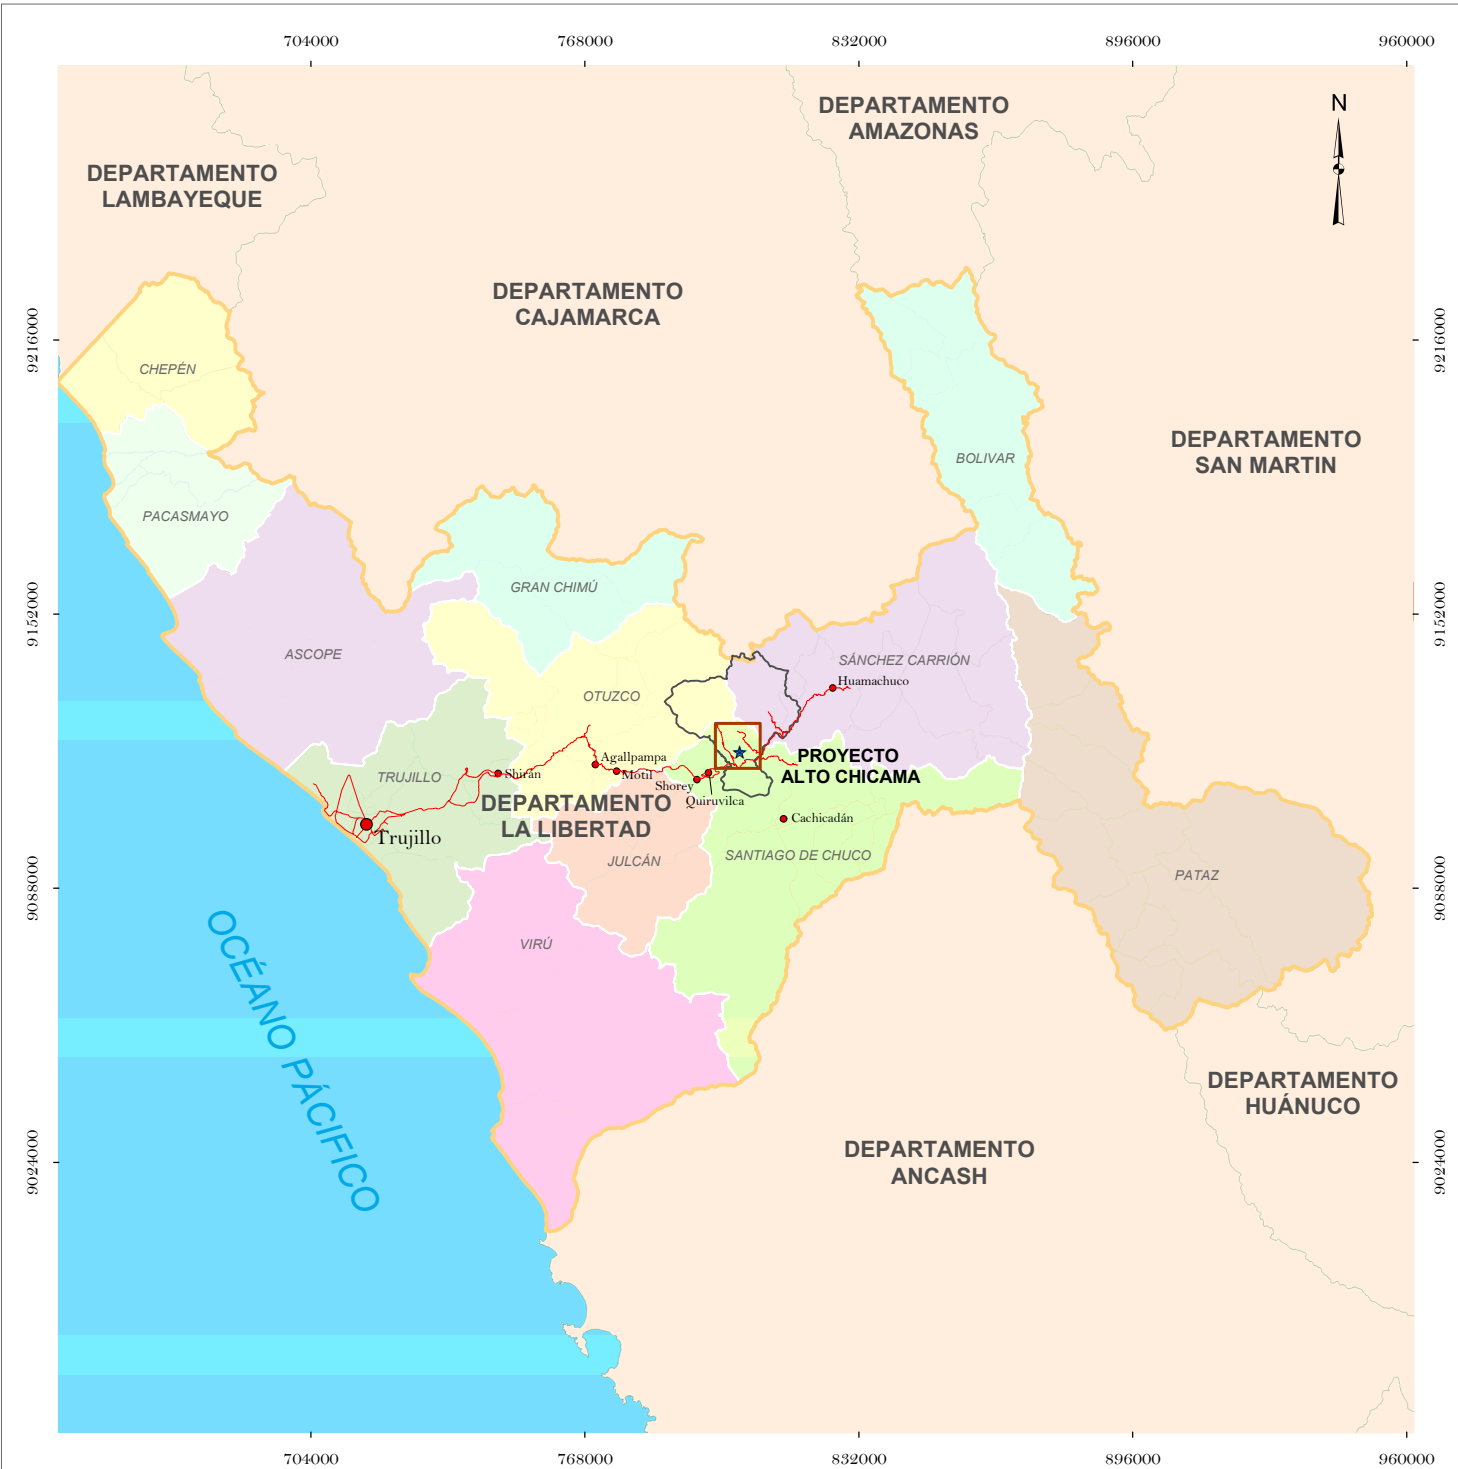 704000
768000
832000
896000
960000
DEPARTAMENTO
AMAZONAS
N
DEPARTAMENTO
LAMBAYEQUE
DEPARTAMENTO
CAJAMARCA
9216000
9216000
CHEPÉN
DEPARTAMENTO
SAN MARTIN
BOLIVAR
PACASMAYO
GRAN CHIMÚ
9152000
9152000
ASCOPE
SÁNCHEZ CARRIÓN
Huamachuco
OTUZCO
Agallpampa
PROYECTO
ALTO CHICAMA
Shirán
Motil
TRUJILLO
Shorey
Quiruvilca
DEPARTAMENTO
LA LIBERTAD
Cachicadán
Trujillo
JULCÁN
SANTIAGO DE CHUCO
PATAZ
9088000
9088000
VIRÚ
OCÉANO PÁCIFICO
DEPARTAMENTO
HUÁNUCO
DEPARTAMENTO
ANCASH
9024000
9024000
704000
768000
832000
896000
960000